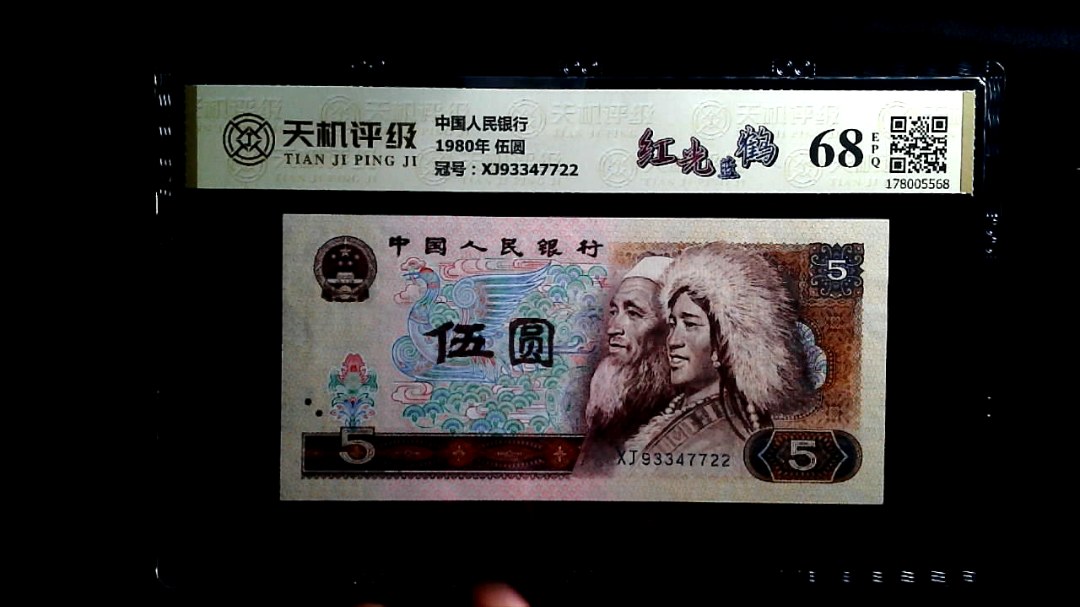 天机评级
TIAN JI PING JI
中国人民银行
1980年 伍圆
冠号：XJ93347722
红光蓝鹤
68
EPQ
178005568
中国人民银行
5
伍圆
5
XJ93347722
5